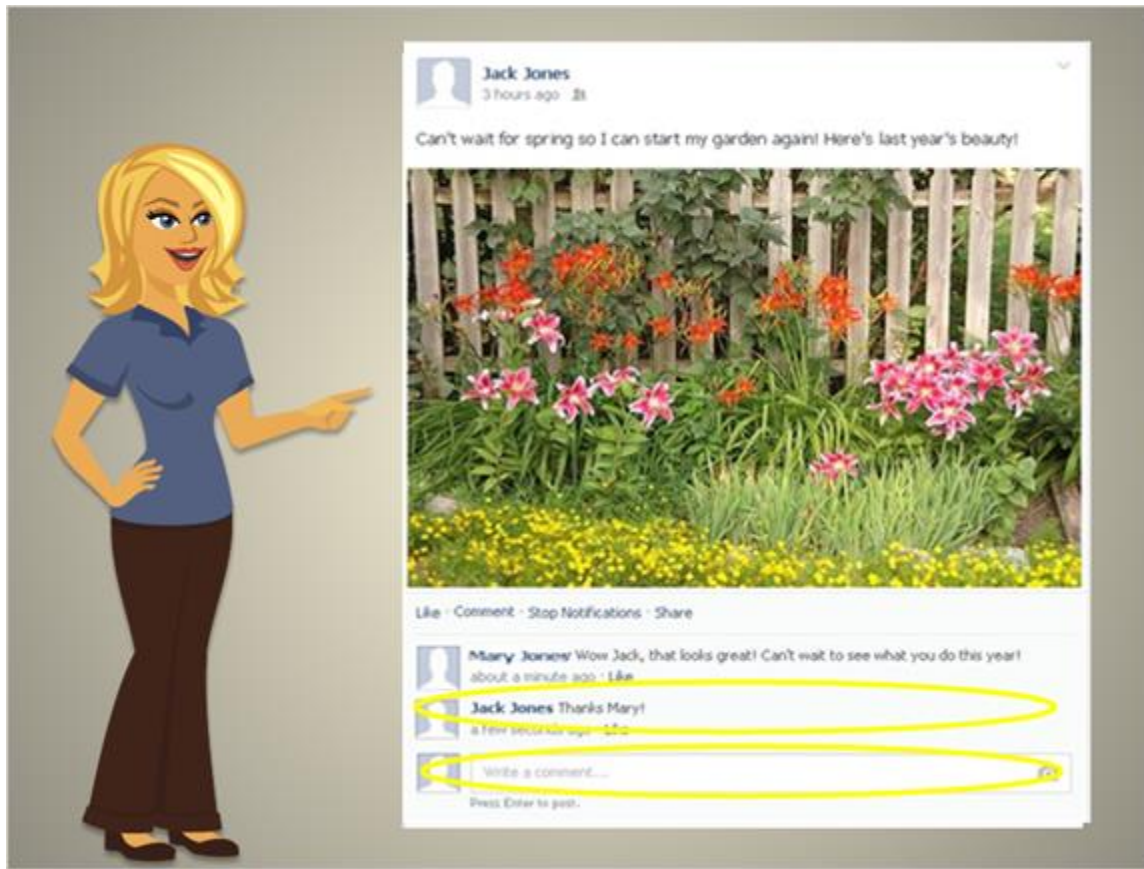 Jack Jones
3 hours ago
Can't wait for spring so I can start my garden again! Here's last year's beauty!
Like · Comment · Stop Notifications · Share
Mary Jones Wow Jack, that looks great! Can't wait to see what you do this year!
about a minute ago · Like
Jack Jones Thanks Mary!
a few seconds ago · Like
Write a comment...
Press Enter to post.